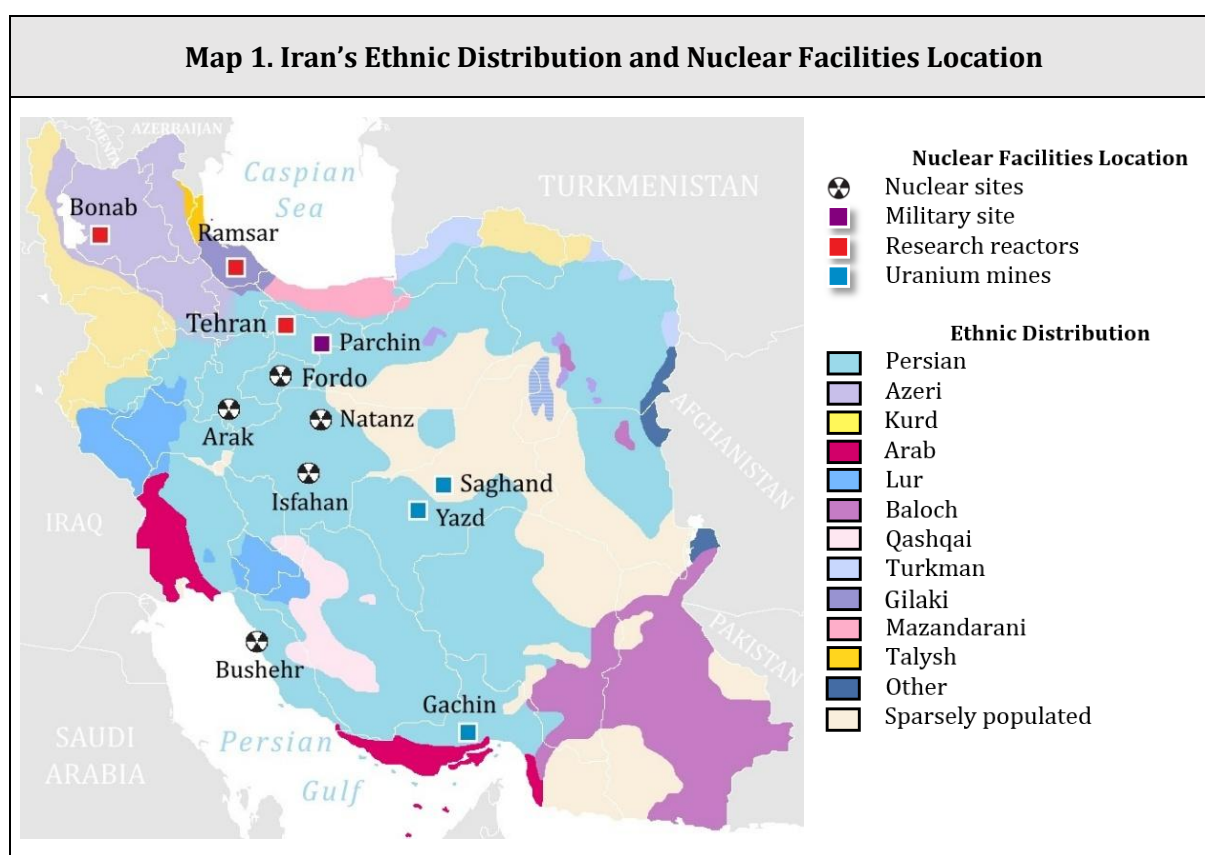 Map 1. Iran's Ethnic Distribution and Nuclear Facilities Location
AZERBAIJAN
Caspian
Sea
TURKMENISTAN
Bonab
Ramsar
Tehran
Parchin
Fordo
Natanz
Arak
Isfahan
Saghand
Yazd
AFGHANISTAN
IRAQ
PAKISTAN
Bushehr
Gachin
SAUDI
ARABIA
Persian
Gulf
Nuclear Facilities Location
Nuclear sites
Military site
Research reactors
Uranium mines
Ethnic Distribution
Persian
Azeri
Kurd
Arab
Lur
Baloch
Qashqai
Turkman
Gilaki
Mazandarani
Talysh
Other
Sparsely populated